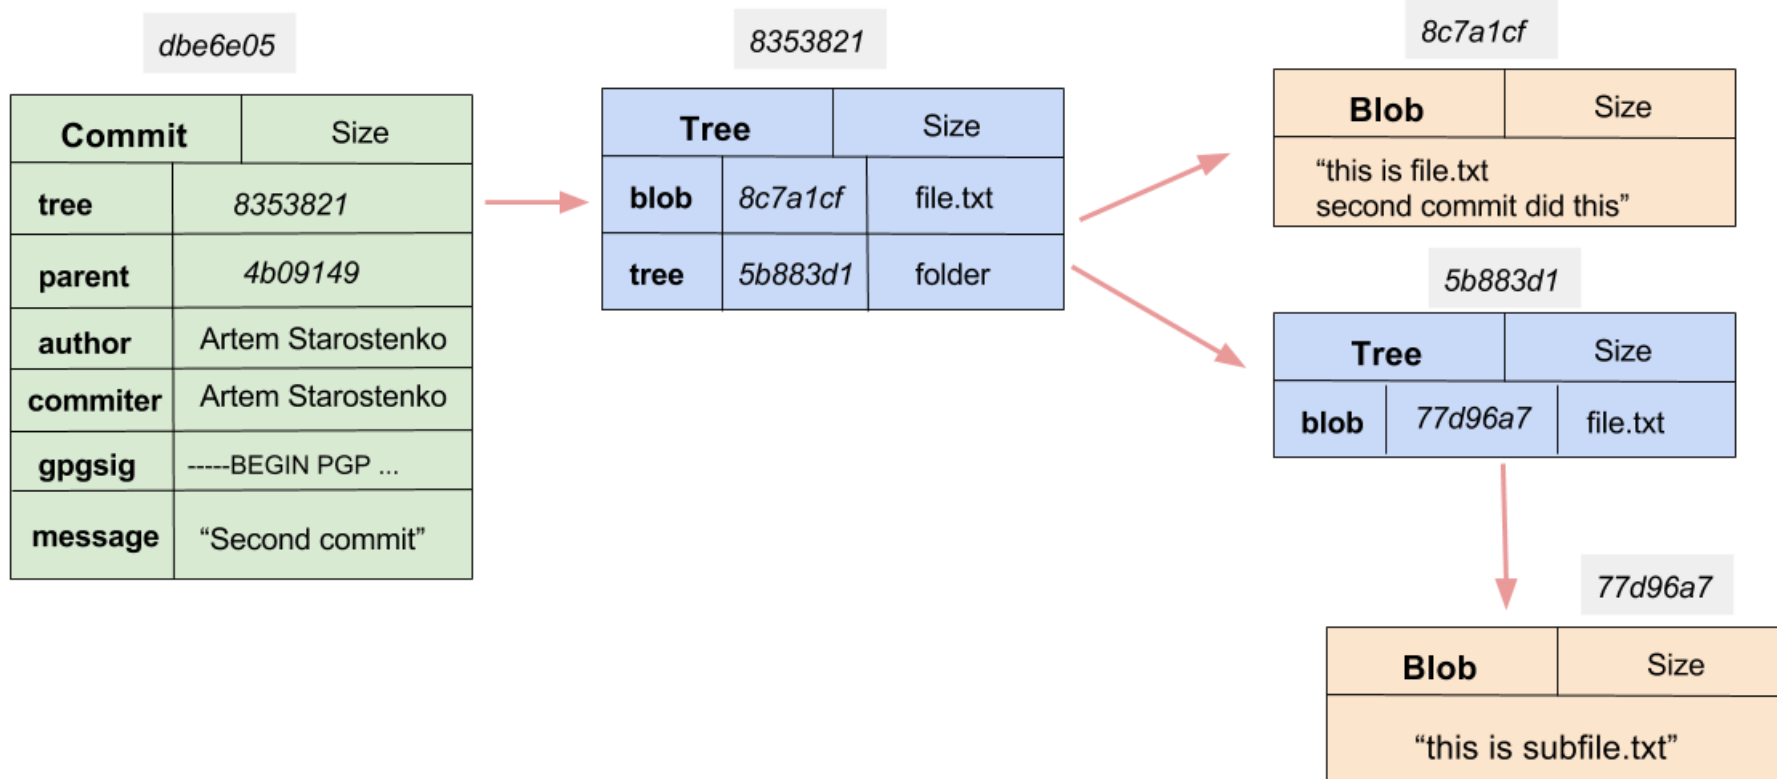 dbe6e05
Commit Size
tree 8353821
parent 4b09149
author Artem Starostenko
commiter Artem Starostenko
gpgsig -----BEGIN PGP ...
message “Second commit”
8353821
Tree Size
blob 8c7a1cf file.txt
tree 5b883d1 folder
8c7a1cf
Blob Size
“this is file.txt
second commit did this”
5b883d1
Tree Size
blob 77d96a7 file.txt
77d96a7
Blob Size
“this is subfile.txt”